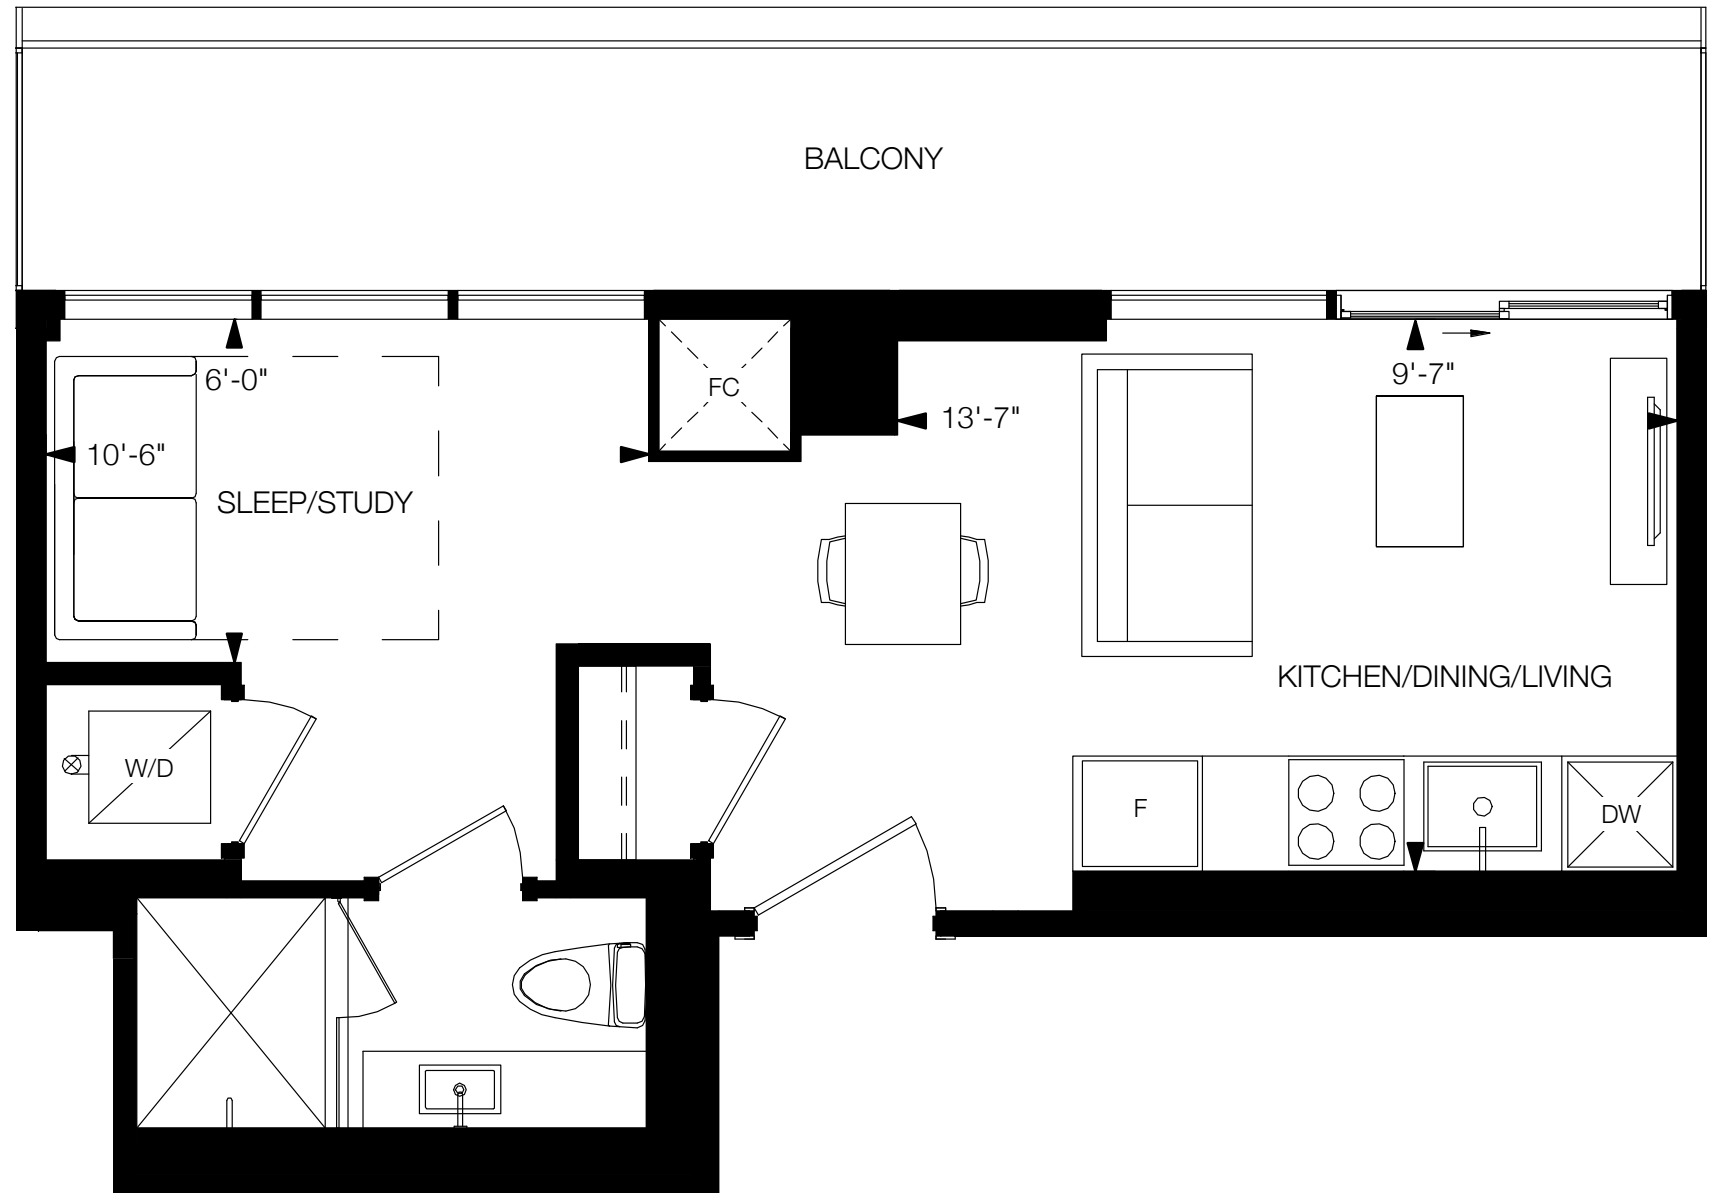 BALCONY
6'-0"
FC
9'-7"
13'-7"
10'-6"
SLEEP/STUDY
KITCHEN/DINING/LIVING
W/D
F
DW